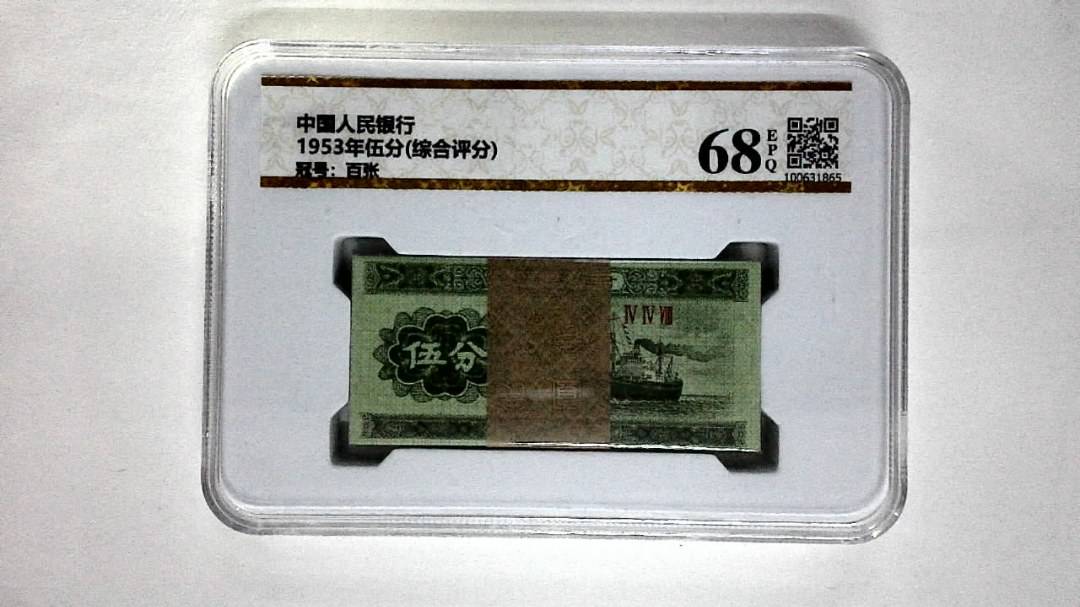 中国人民银行
1953年伍分(综合评分)
冠号：百张
68 EPQ
100631865
伍分
IV IV VIII